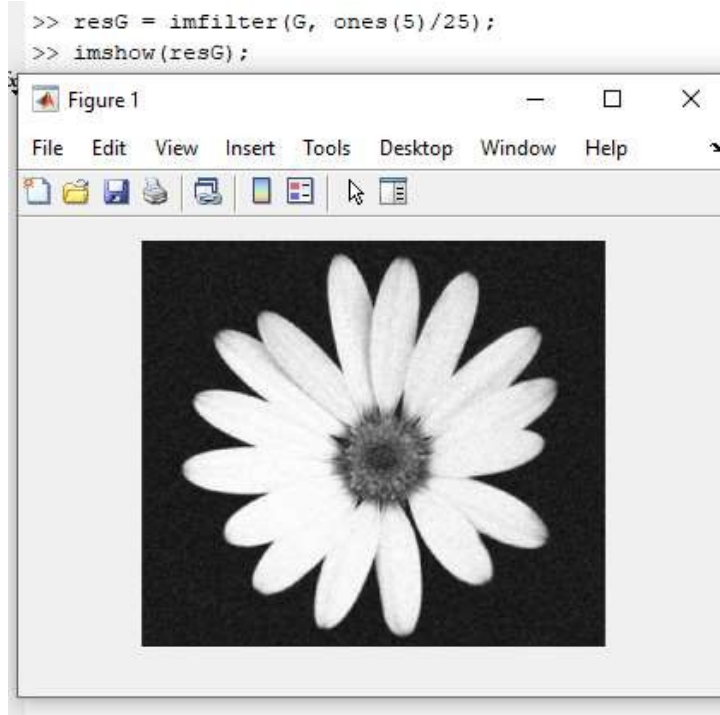 >> resG = imfilter(G, ones(5)/25);
>> imshow(resG);
Figure 1
File Edit View Insert Tools Desktop Window Help